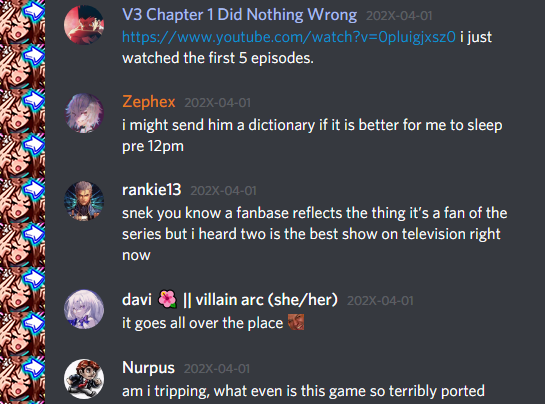 V3 Chapter 1 Did Nothing Wrong 202X-04-01
https://www.youtube.com/watch?v=0pluigjxsz0 i just
watched the first 5 episodes.
Zephex 202X-04-01
i might send him a dictionary if it is better for me to sleep
pre 12pm
rankie13 202X-04-01
snek you know a fanbase reflects the thing it's a fan of the
series but i heard two is the best show on television right
now
davi 🌺 || villain arc (she/her) 202X-04-01
it goes all over the place
Nurpus 202X-04-01
am i tripping, what even is this game so terribly ported